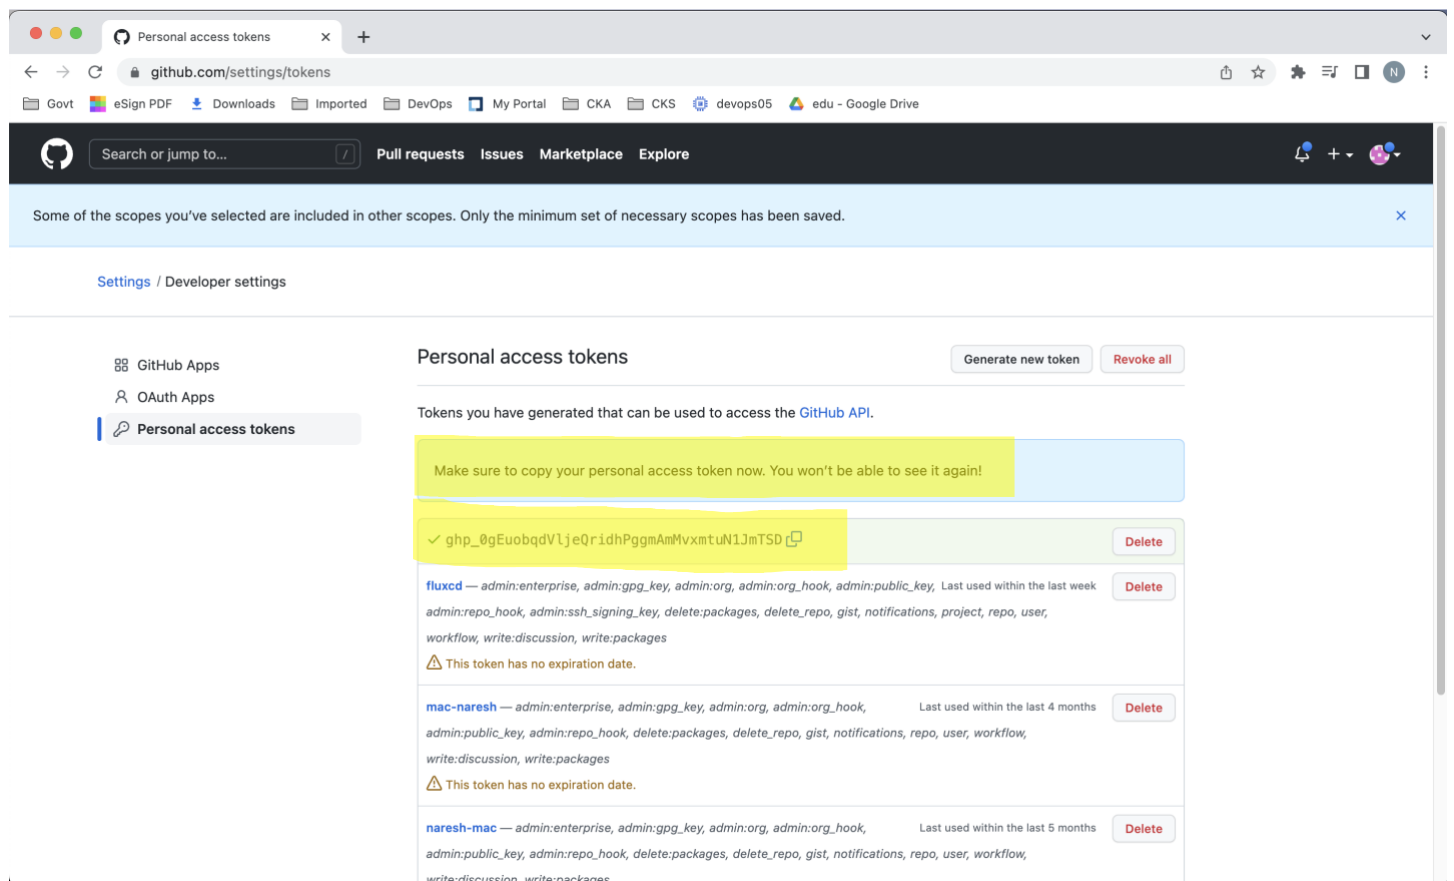 Personal access tokens
github.com/settings/tokens
Govt eSign PDF Downloads Imported DevOps My Portal CKA CKS devops05 edu - Google Drive
N
Search or jump to... / Pull requests Issues Marketplace Explore
Some of the scopes you've selected are included in other scopes. Only the minimum set of necessary scopes has been saved.
Settings / Developer settings
GitHub Apps
OAuth Apps
Personal access tokens
Personal access tokens Generate new token Revoke all
Tokens you have generated that can be used to access the GitHub API.
Make sure to copy your personal access token now. You won't be able to see it again!
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 Delete
fluxcd — admin:enterprise, admin:gpg_key, admin:org, admin:org_hook, admin:public_key, Last used within the last week Delete
admin:repo_hook, admin:ssh_signing_key, delete:packages, delete_repo, gist, notifications, project, repo, user,
workflow, write:discussion, write:packages
This token has no expiration date.
mac-naresh — admin:enterprise, admin:gpg_key, admin:org, admin:org_hook, Last used within the last 4 months Delete
admin:public_key, admin:repo_hook, delete:packages, delete_repo, gist, notifications, repo, user, workflow,
write:discussion, write:packages
This token has no expiration date.
naresh-mac — admin:enterprise, admin:gpg_key, admin:org, admin:org_hook, Last used within the last 5 months Delete
admin:public_key, admin:repo_hook, delete:packages, delete_repo, gist, notifications, repo, user, workflow,
write:discussion, write:packages